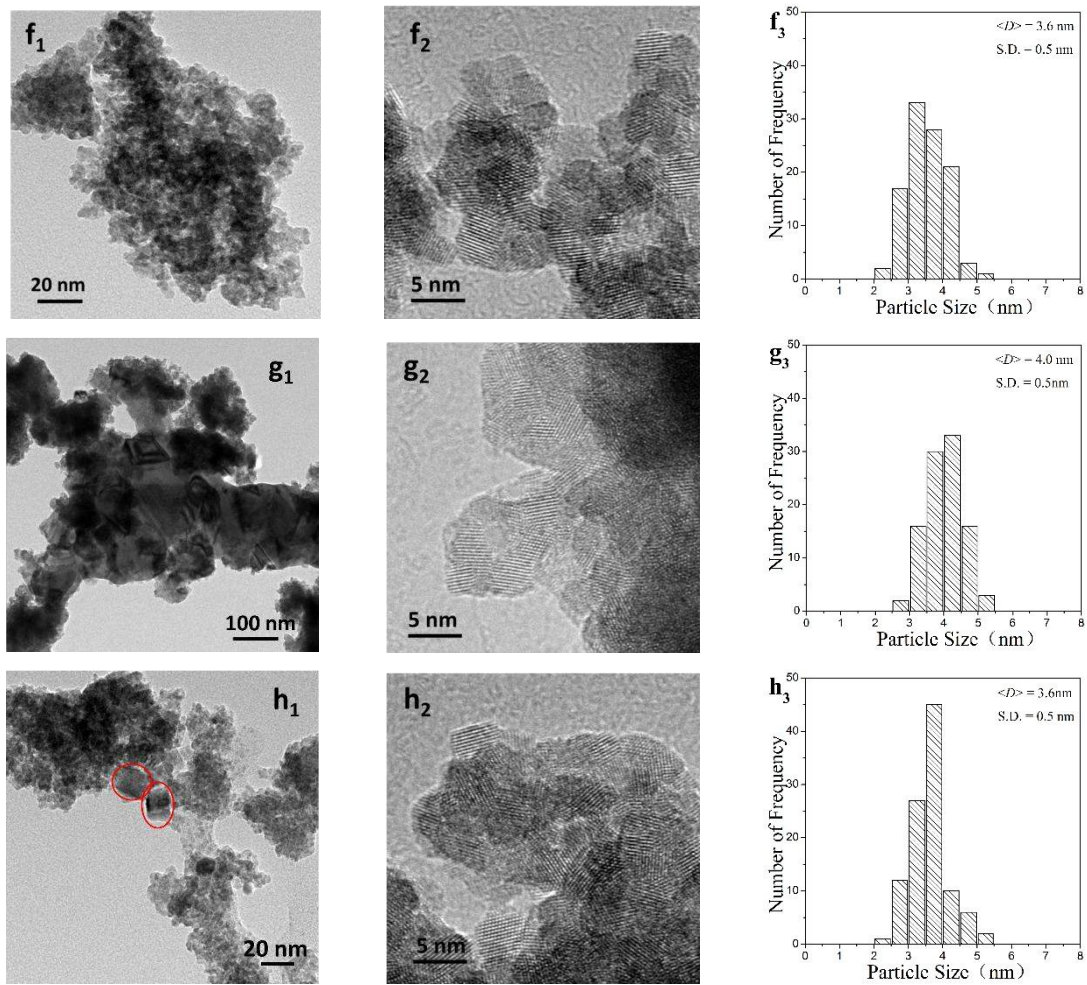 f₁
20 nm
f₂
5 nm
f₃
<D> = 3.6 nm
S.D. = 0.5 nm
50
40
30
20
10
0
Number of Frequency
0 1 2 3 4 5 6 7 8
Particle Size（nm）
g₁
100 nm
g₂
5 nm
g₃
<D> = 4.0 nm
S.D. = 0.5nm
50
40
30
20
10
0
Number of Frequency
0 1 2 3 4 5 6 7 8
Particle Size（nm）
h₁
20 nm
h₂
5 nm
h₃
<D> = 3.6nm
S.D. = 0.5 nm
50
40
30
20
10
0
Number of Frequency
0 1 2 3 4 5 6 7 8
Particle Size（nm）